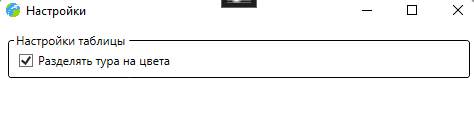 Настройки
Настройки таблицы
Разделять тура на цвета